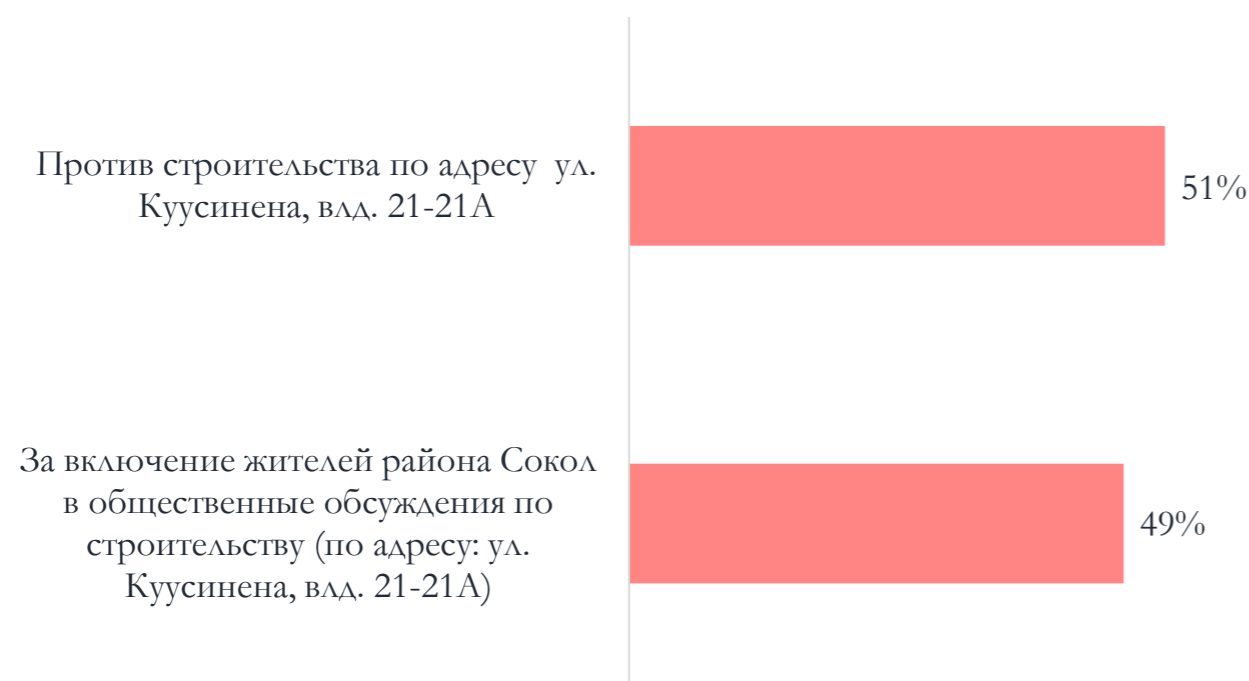 Против строительства по адресу  ул.
Куусинена, влд. 21-21А
51%
За включение жителей района Сокол
в общественные обсуждения по
строительству (по адресу: ул.
Куусинена, влд. 21-21А)
49%